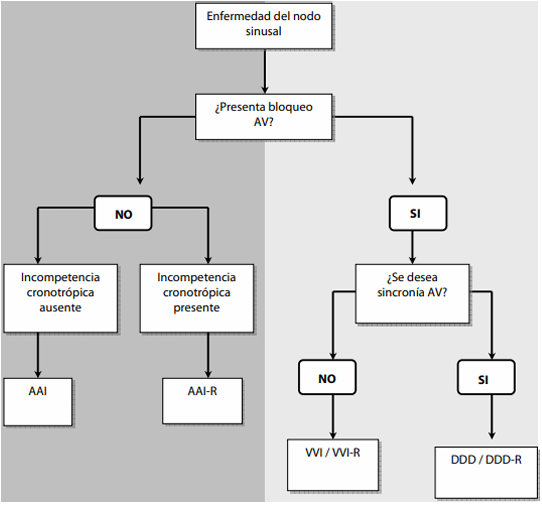 Enfermedad del nodo
sinusal
¿Presenta bloqueo
AV?
NO
SI
Incompetencia
cronotrópica
ausente
Incompetencia
cronotrópica
presente
¿Se desea
sincronía AV?
NO
SI
AAI
AAI-R
VVI / VVI-R
DDD / DDD-R